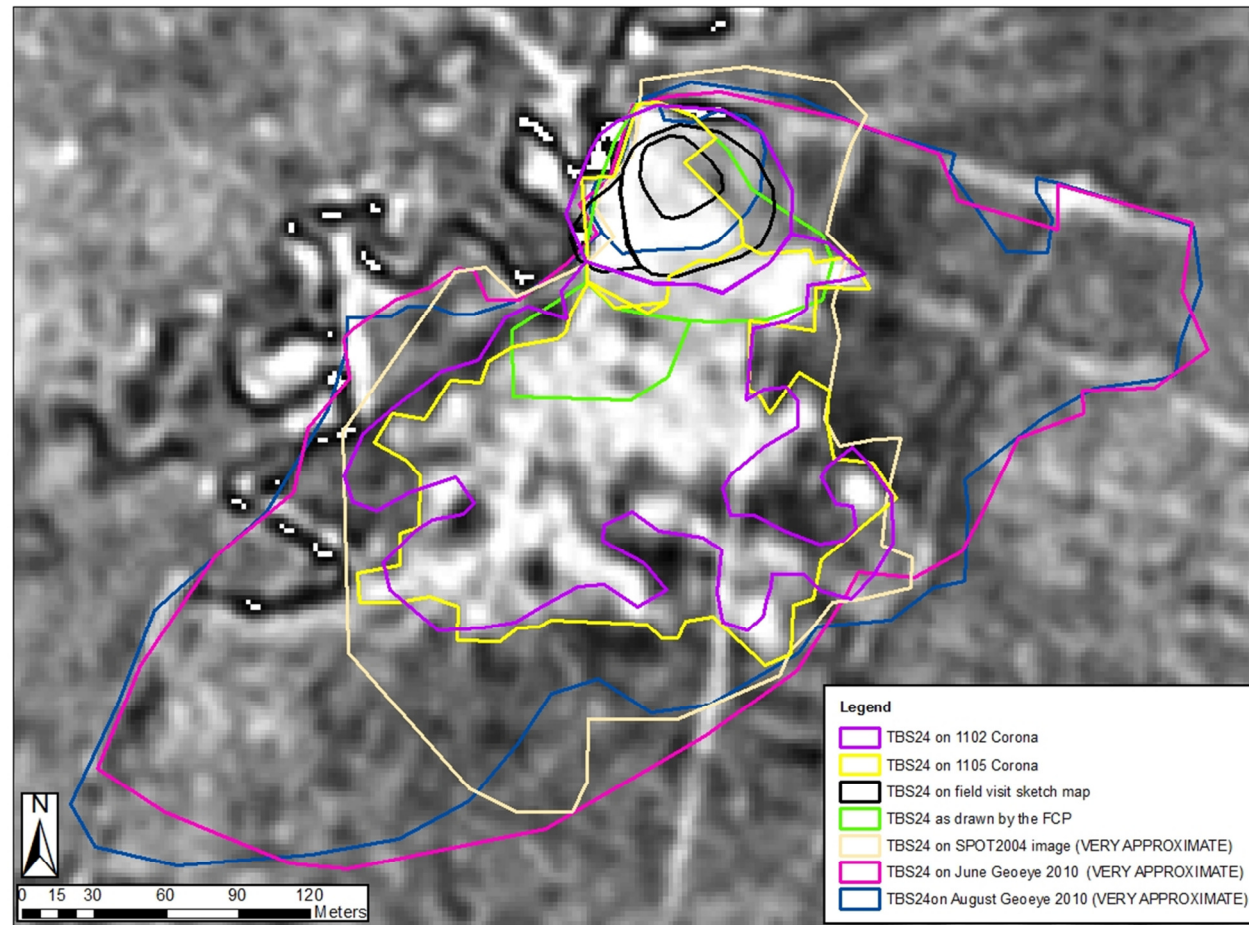 Legend
TBS24 on 1102 Corona
TBS24 on 1105 Corona
TBS24 on field visit sketch map
TBS24 as drawn by the FCP
TBS24 on SPOT2004 image (VERY APPROXIMATE)
TBS24 on June Geoeye 2010 (VERY APPROXIMATE)
TBS24on August Geoeye 2010 (VERY APPROXIMATE)
N
0 15 30 60 90 120
Meters